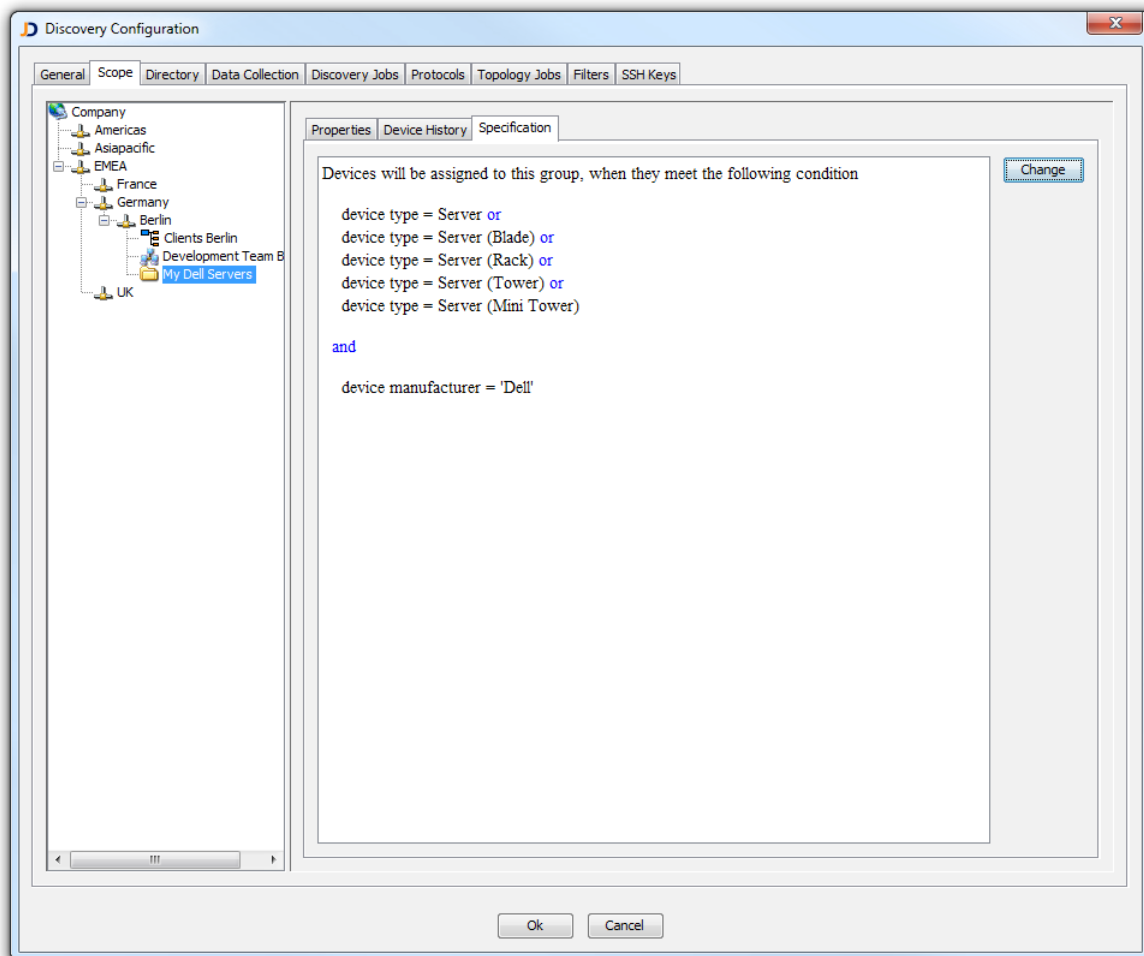 Discovery Configuration
General Scope Directory Data Collection Discovery Jobs Protocols Topology Jobs Filters SSH Keys
Company
Americas
Asiapacific
EMEA
France
Germany
Berlin
Clients Berlin
Development Team B
My Dell Servers
UK
Properties Device History Specification
Devices will be assigned to this group, when they meet the following condition
device type = Server or
device type = Server (Blade) or
device type = Server (Rack) or
device type = Server (Tower) or
device type = Server (Mini Tower)
and
device manufacturer = 'Dell'
Change
Ok Cancel